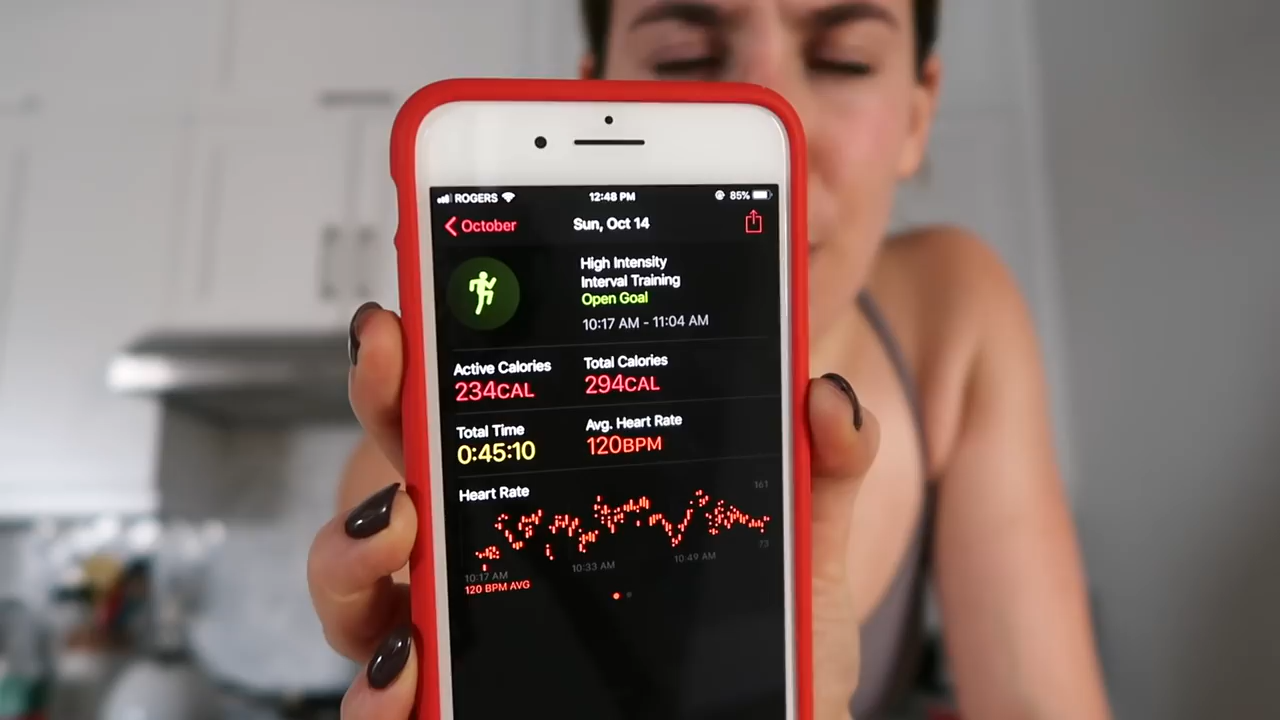 ROGERS 12:48 PM 85%
October Sun, Oct 14
High Intensity
Interval Training
Open Goal
10:17 AM - 11:04 AM
Active Calories Total Calories
234CAL 294CAL
Total Time Avg. Heart Rate
0:45:10 120BPM
Heart Rate 161
73
10:17 AM 10:33 AM 10:49 AM
120 BPM AVG